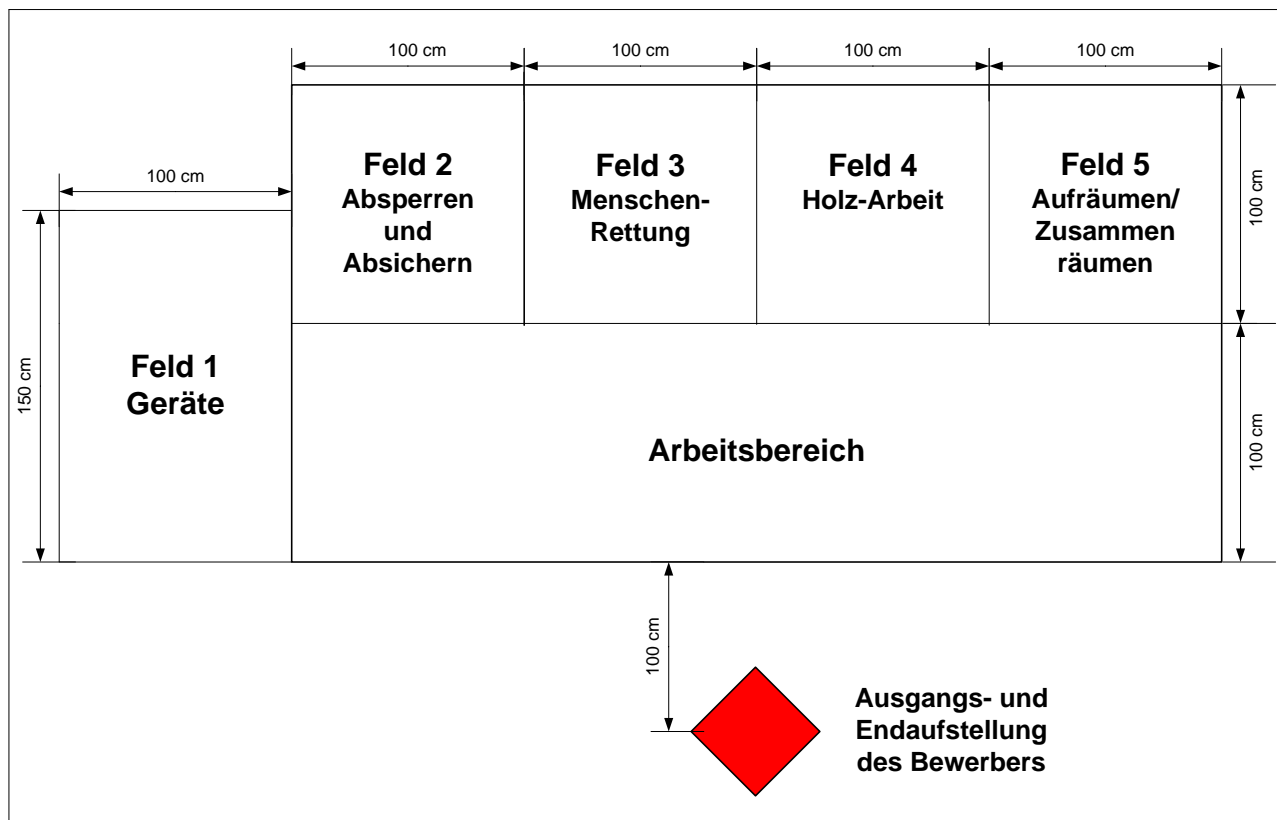 100 cm
100 cm
100 cm
100 cm
100 cm
Feld 2
Absperren
und
Absichern
Feld 3
Menschen-
Rettung
Feld 4
Holz-Arbeit
Feld 5
Aufräumen/
Zusammen
räumen
100 cm
150 cm
Feld 1
Geräte
Arbeitsbereich
100 cm
100 cm
Ausgangs- und
Endaufstellung
des Bewerbers